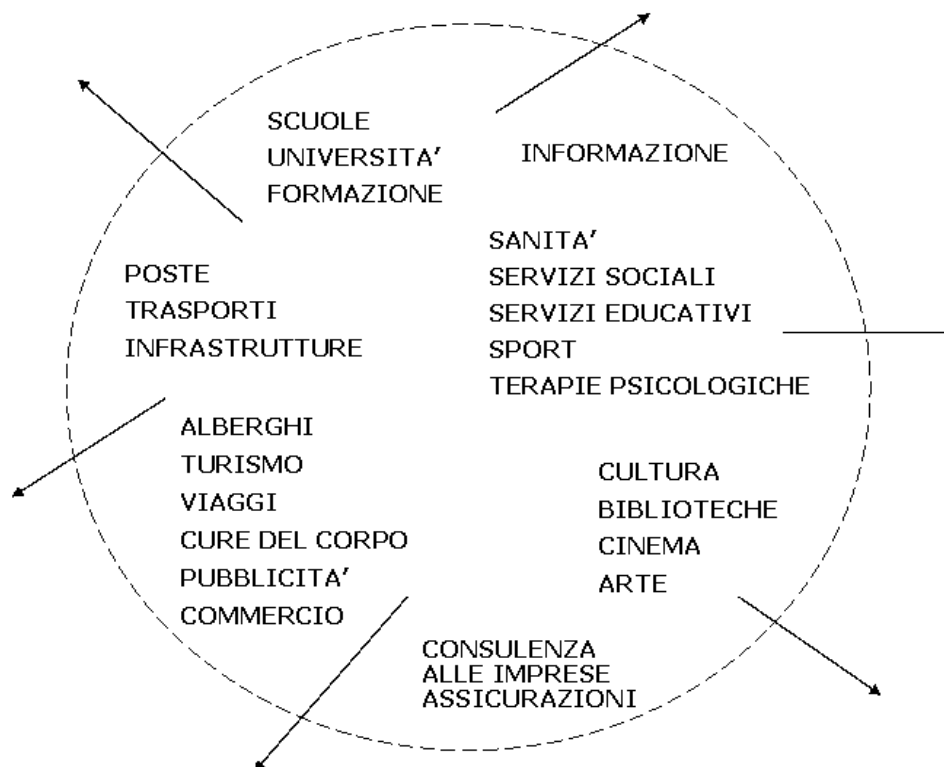 SCUOLE
UNIVERSITA'
FORMAZIONE
INFORMAZIONE
SANITA'
SERVIZI SOCIALI
SERVIZI EDUCATIVI
SPORT
TERAPIE PSICOLOGICHE
POSTE
TRASPORTI
INFRASTRUTTURE
ALBERGHI
TURISMO
VIAGGI
CURE DEL CORPO
PUBBLICITA'
COMMERCIO
CULTURA
BIBLIOTECHE
CINEMA
ARTE
CONSULENZA
ALLE IMPRESE
ASSICURAZIONI